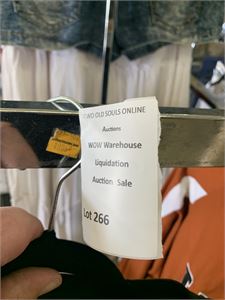 TWO OLD SOULS ONLINE
Auctions
WOW Warehouse
Liquidation
Auction Sale
Lot 266